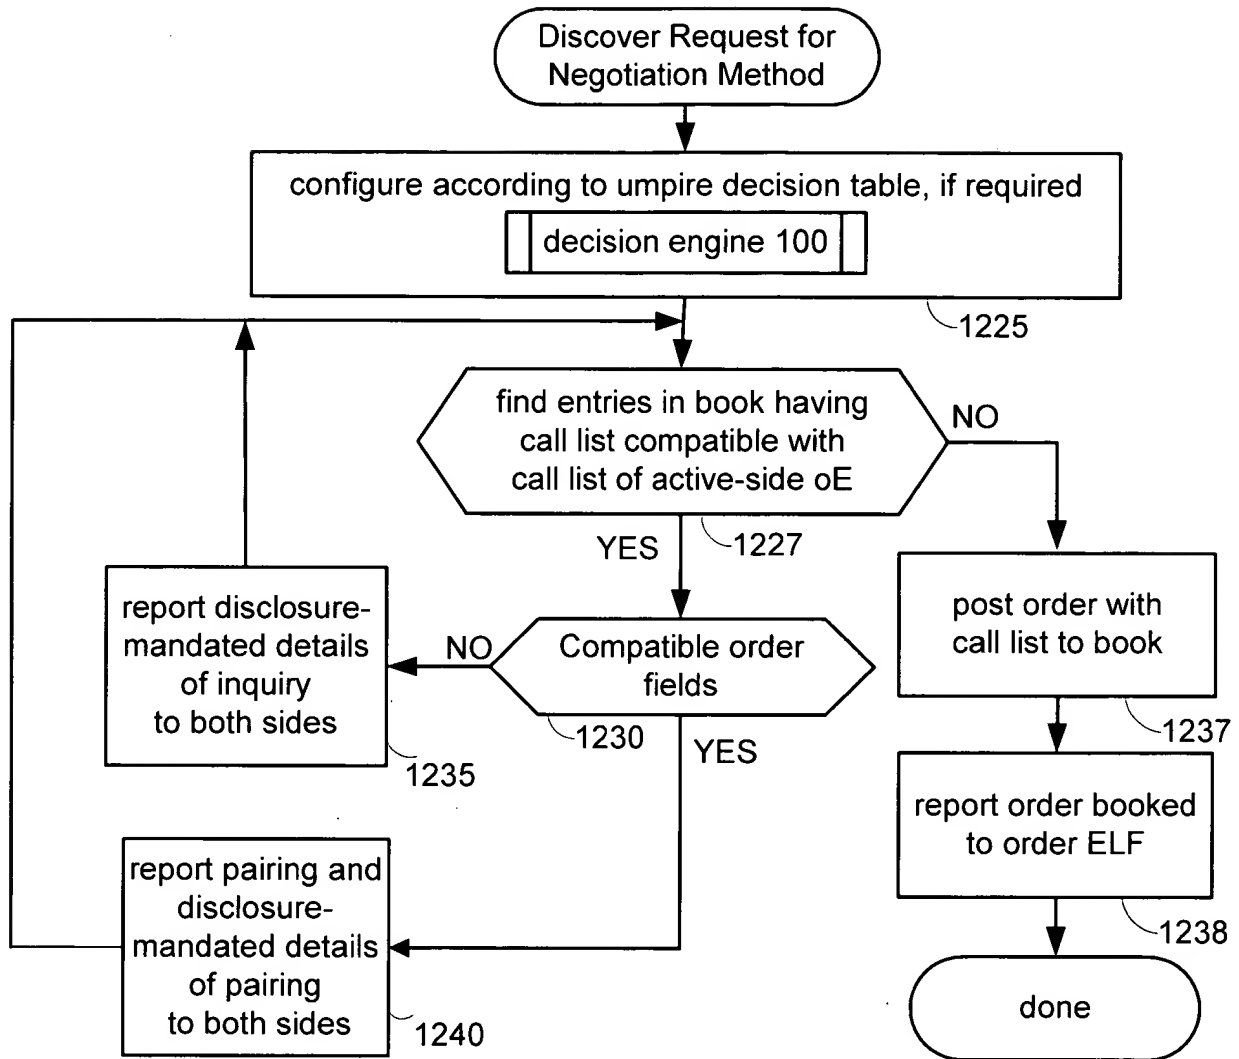 Discover Request for
Negotiation Method
configure according to umpire decision table, if required
decision engine 100
1225
find entries in book having
call list compatible with
call list of active-side oE
NO
1227
YES
post order with
call list to book
1237
Compatible order
fields
NO
1230
YES
report disclosure-
mandated details
of inquiry
to both sides
1235
report order booked
to order ELF
1238
report pairing and
disclosure-
mandated details
of pairing
to both sides
1240
done